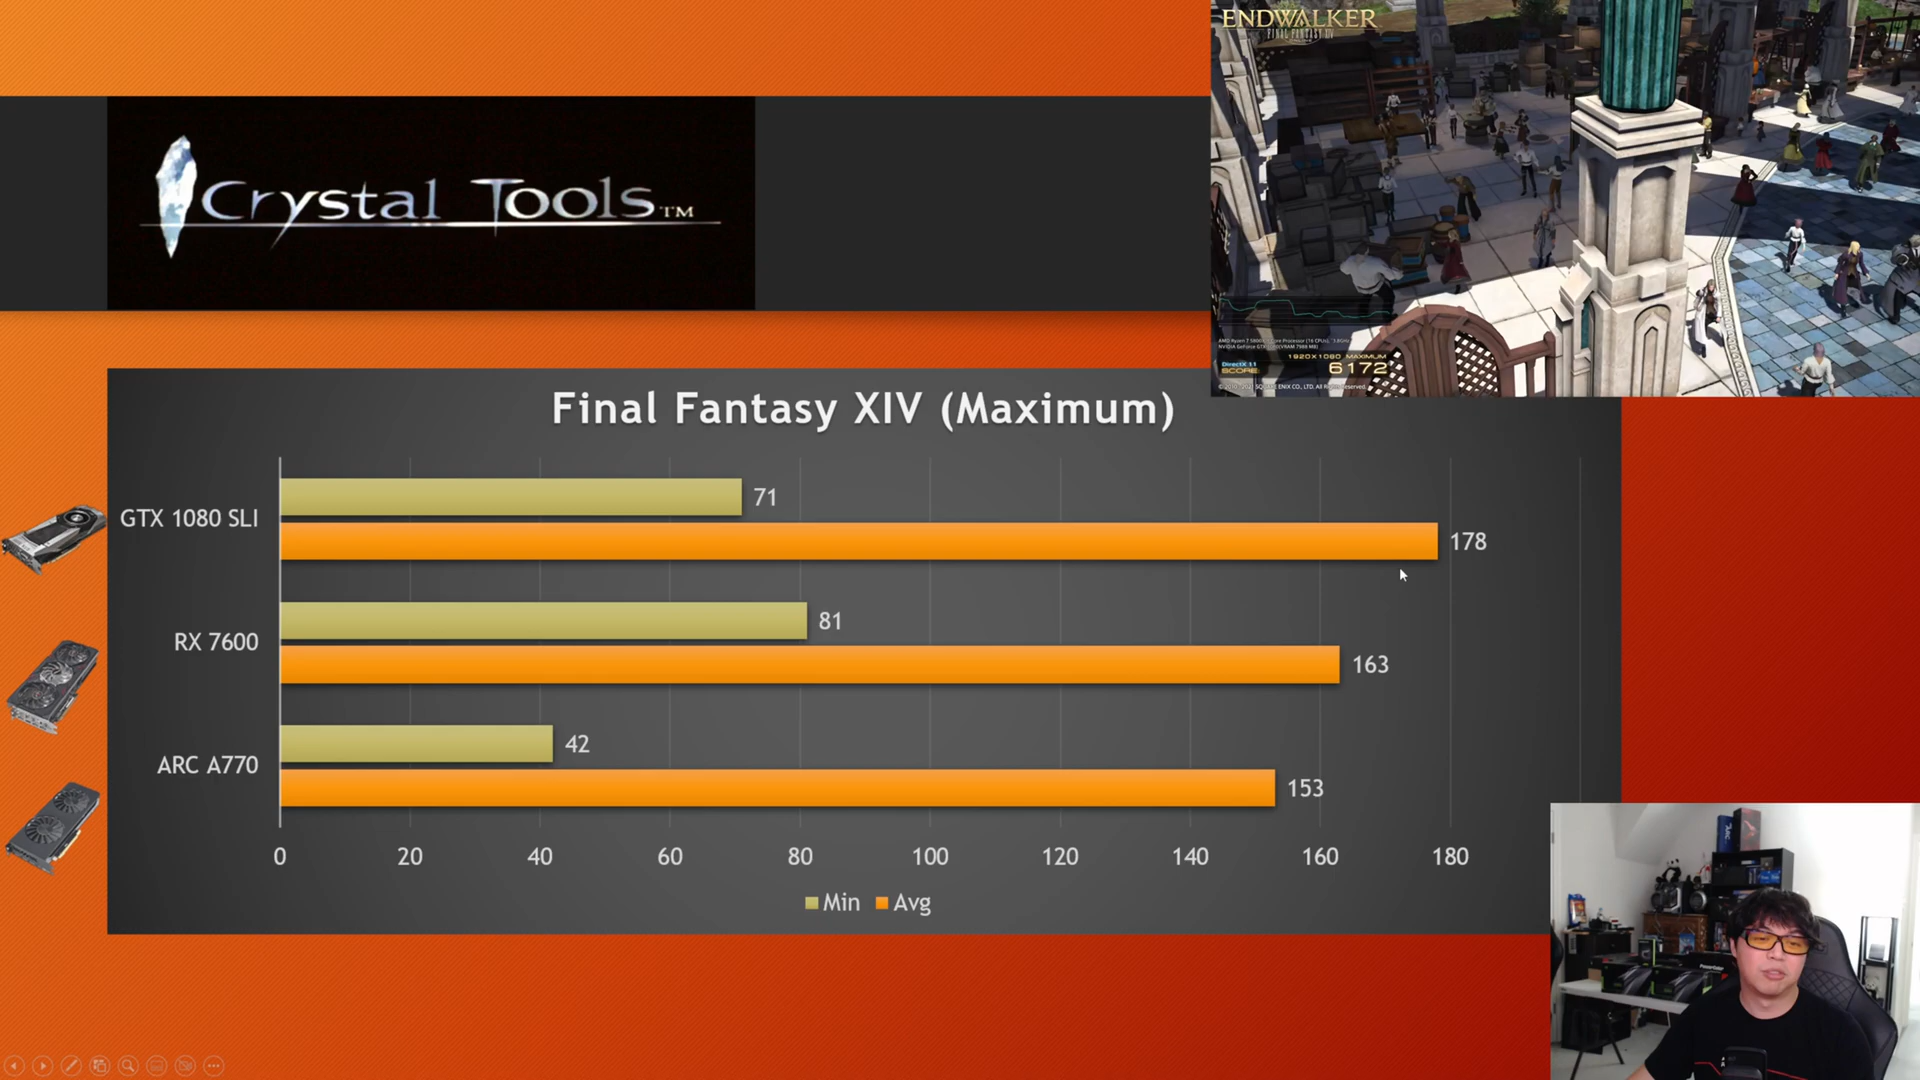 ENDWALKER
FINAL FANTASY XIV
Crystal Tools™
1920X1080 MAXIMUM
DirectX 11
SCORE: 6172
Final Fantasy XIV (Maximum)
GTX 1080 SLI
71
178
RX 7600
81
163
ARC A770
42
153
0 20 40 60 80 100 120 140 160 180
Min Avg